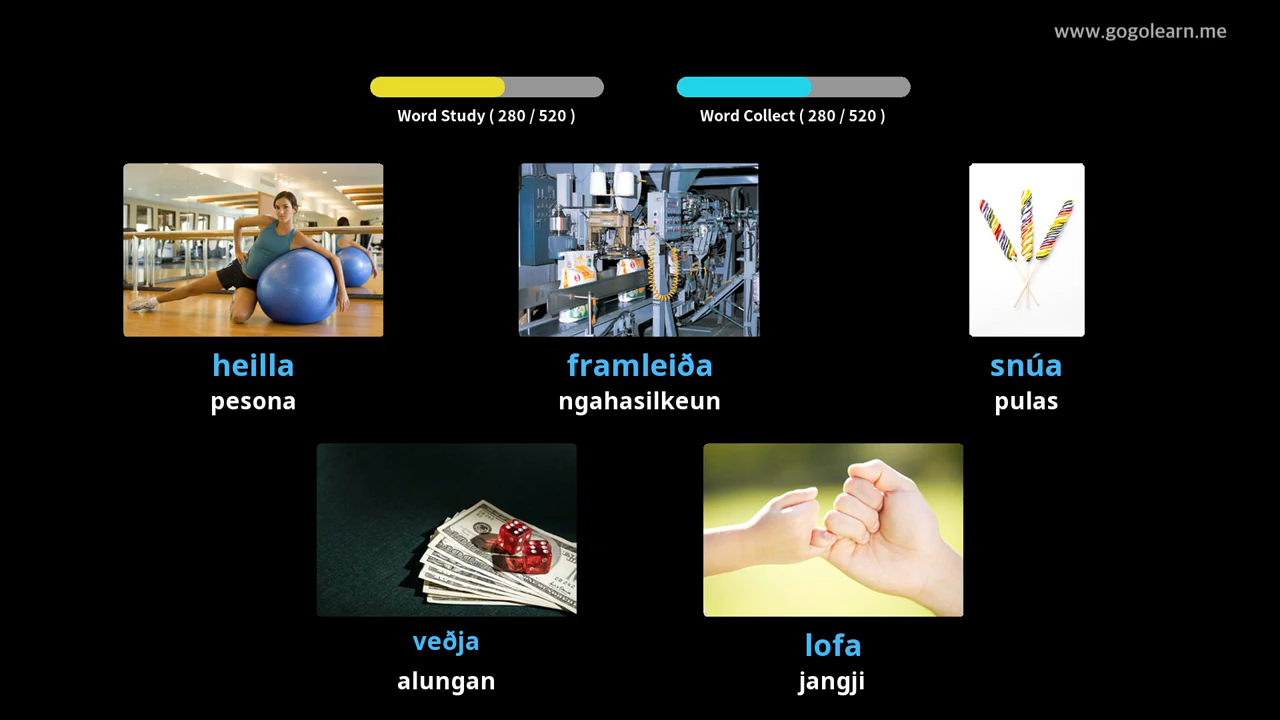 www.gogolearn.me
Word Study ( 280 / 520 )
Word Collect ( 280 / 520 )
heilla
pesona
framleiða
ngahasilkeun
snúa
pulas
veðja
alungan
lofa
jangji